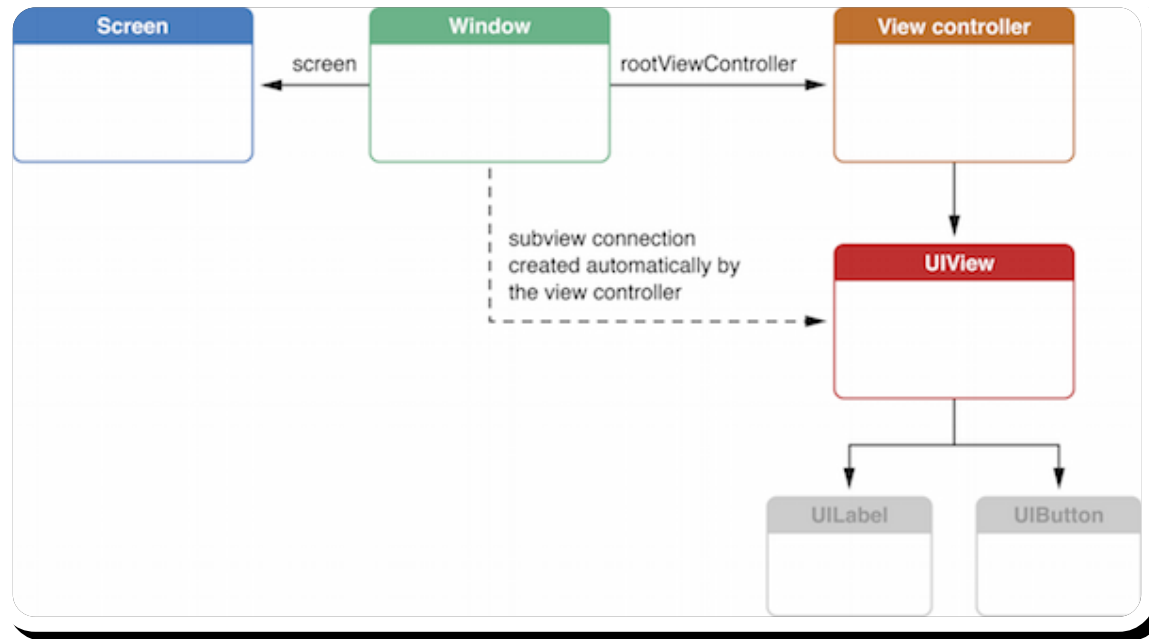 Screen
Window
View controller
screen
rootViewController
subview connection
created automatically by
the view controller
UIView
UILabel
UIButton